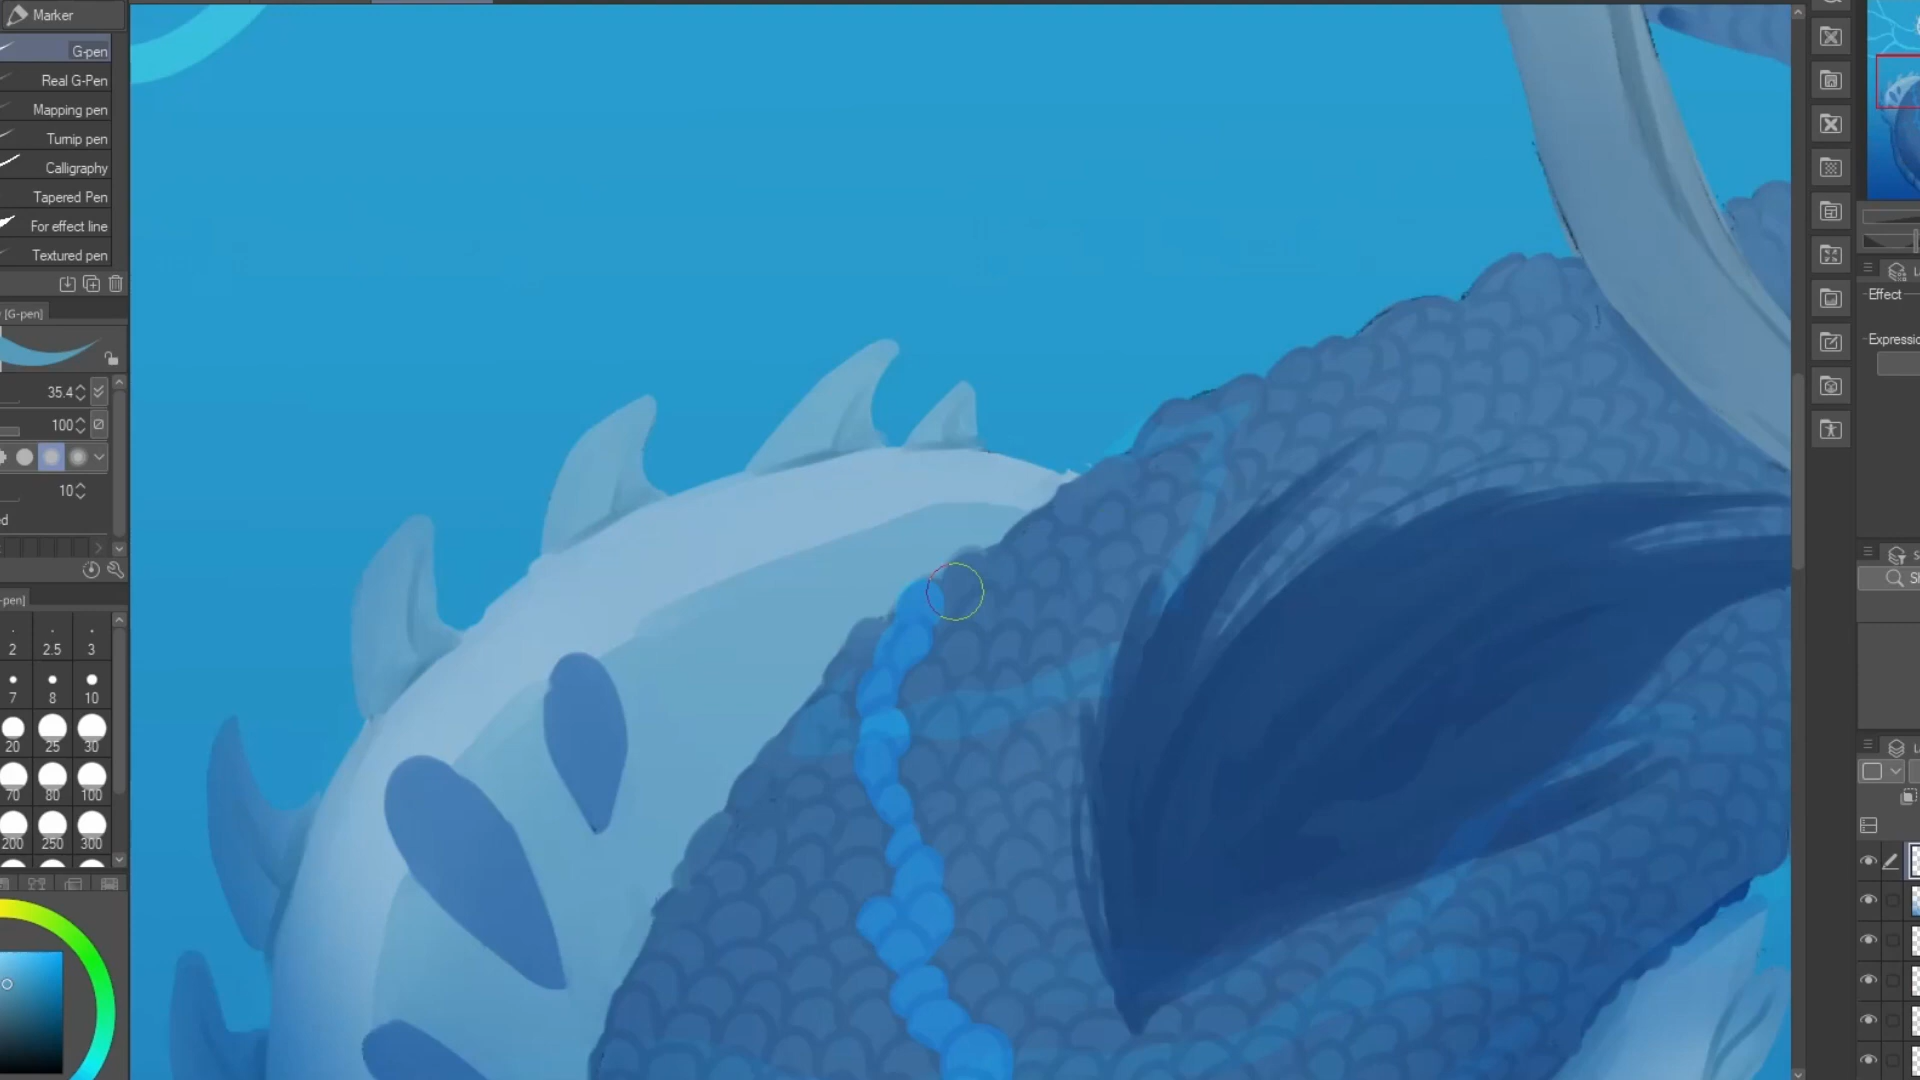 Marker
G-pen
Real G-Pen
Mapping pen
Turnip pen
Calligraphy
Tapered Pen
For effect line
Textured pen
[G-pen]
35.4
100
10
ed
-pen]
2 2.5 3
7 8 10
20 25 30
70 80 100
200 250 300
Effect
Expressio